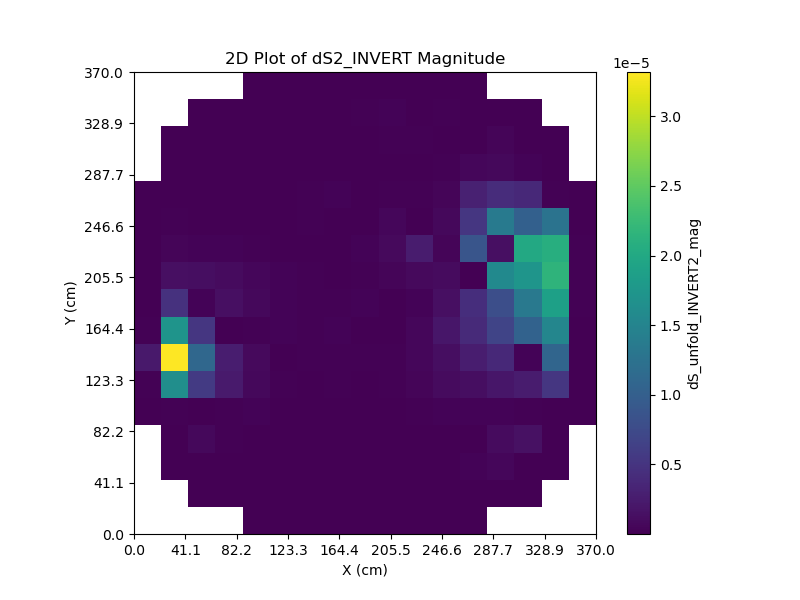 2D Plot of dS2_INVERT Magnitude
1e−5
370.0
328.9
287.7
246.6
205.5
164.4
123.3
82.2
41.1
0.0
Y (cm)
0.0 41.1 82.2 123.3 164.4 205.5 246.6 287.7 328.9 370.0
X (cm)
3.0
2.5
2.0
1.5
1.0
0.5
dS_unfold_INVERT2_mag